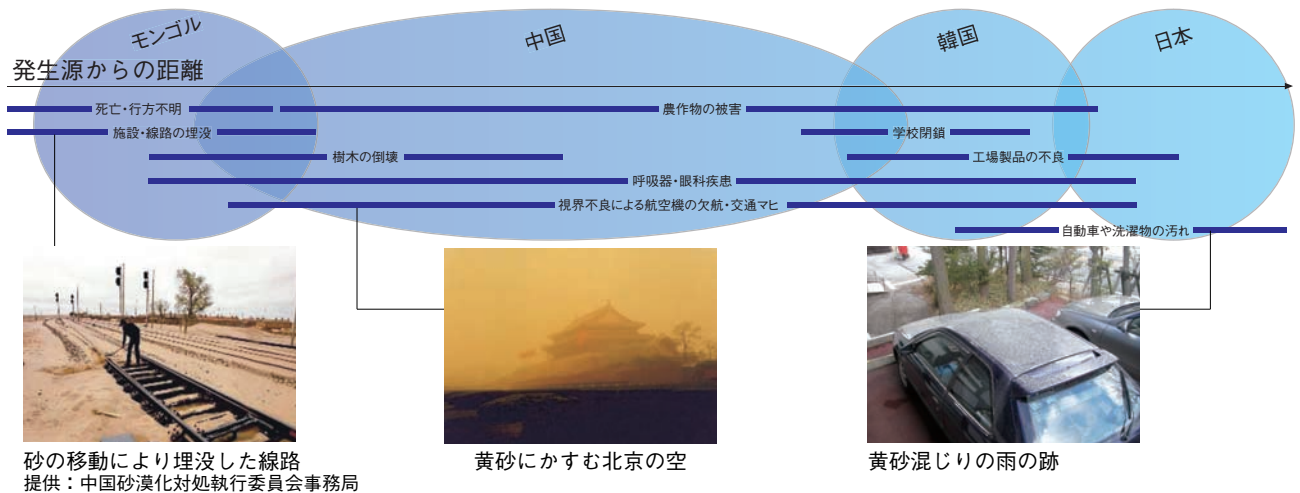 モンゴル
中国
韓国
日本
発生源からの距離
死亡・行方不明
農作物の被害
施設・線路の埋没
学校閉鎖
樹木の倒壊
工場製品の不良
呼吸器・眼科疾患
視界不良による航空機の欠航・交通マヒ
自動車や洗濯物の汚れ
砂の移動により埋没した線路
提供：中国砂漠化対処執行委員会事務局
黄砂にかすむ北京の空
黄砂混じりの雨の跡